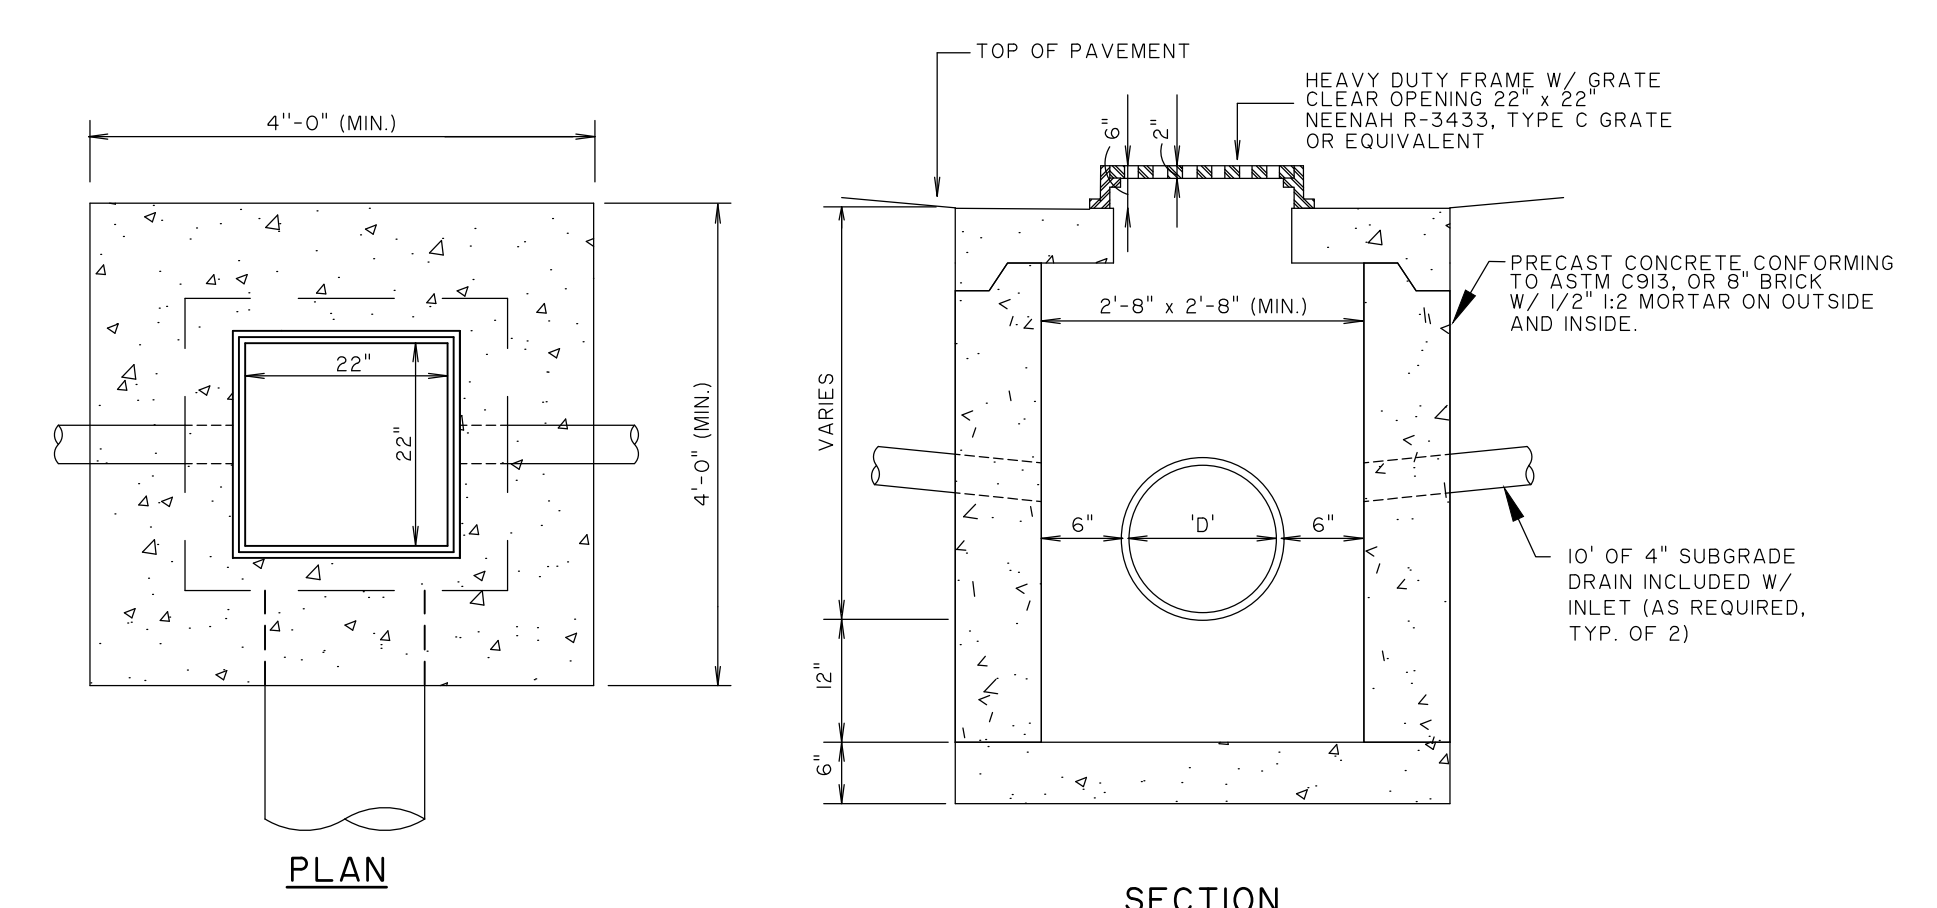 4''-0" (MIN.)
22"
22"
4'-0" (MIN.)
PLAN
TOP OF PAVEMENT
6"
2"
HEAVY DUTY FRAME W/ GRATE
CLEAR OPENING 22" x 22"
NEENAH R-3433, TYPE C GRATE
OR EQUIVALENT
PRECAST CONCRETE CONFORMING
TO ASTM C913, OR 8" BRICK
W/ 1/2" 1:2 MORTAR ON OUTSIDE
AND INSIDE.
2'-8" x 2'-8" (MIN.)
VARIES
6"
'D'
6"
10' OF 4" SUBGRADE
DRAIN INCLUDED W/
INLET (AS REQUIRED,
TYP. OF 2)
12"
6"
SECTION